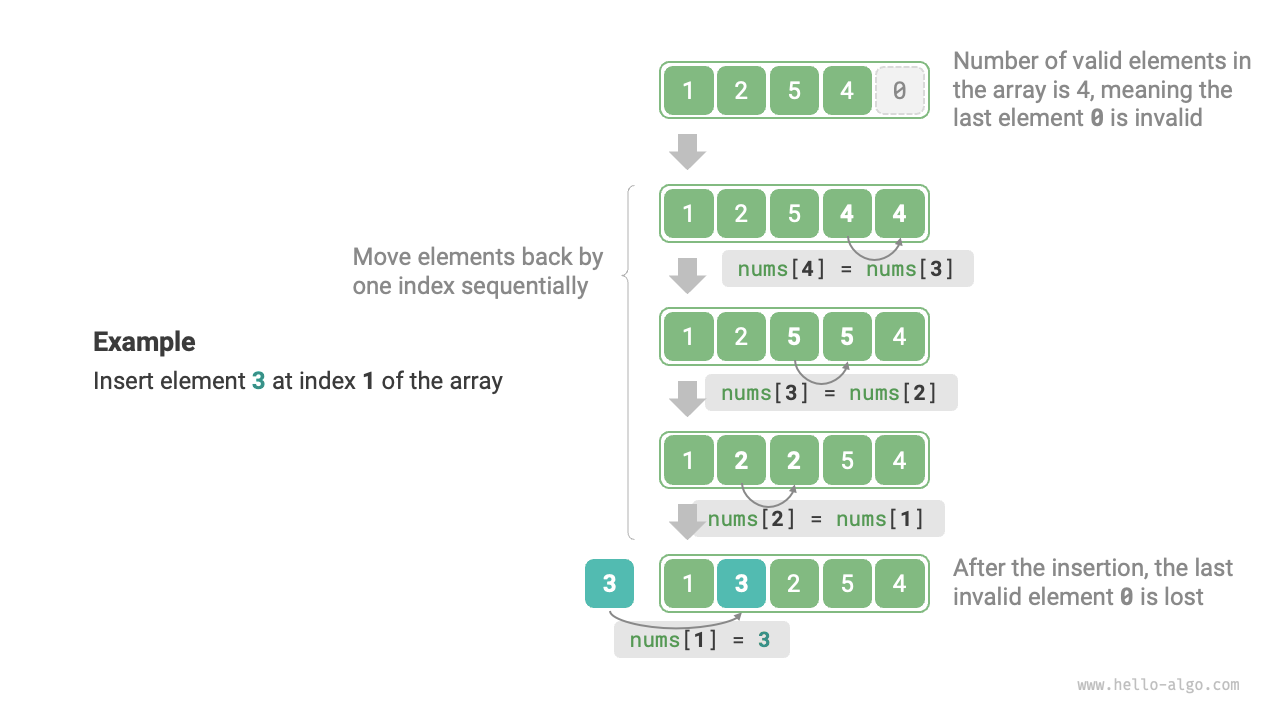 1 2 5 4 0
Number of valid elements in
the array is 4, meaning the
last element 0 is invalid
1 2 5 4 4
nums[4] = nums[3]
Move elements back by
one index sequentially
1 2 5 5 4
nums[3] = nums[2]
Example
Insert element 3 at index 1 of the array
1 2 2 5 4
nums[2] = nums[1]
3 1 3 2 5 4
nums[1] = 3
After the insertion, the last
invalid element 0 is lost
www.hello-algo.com